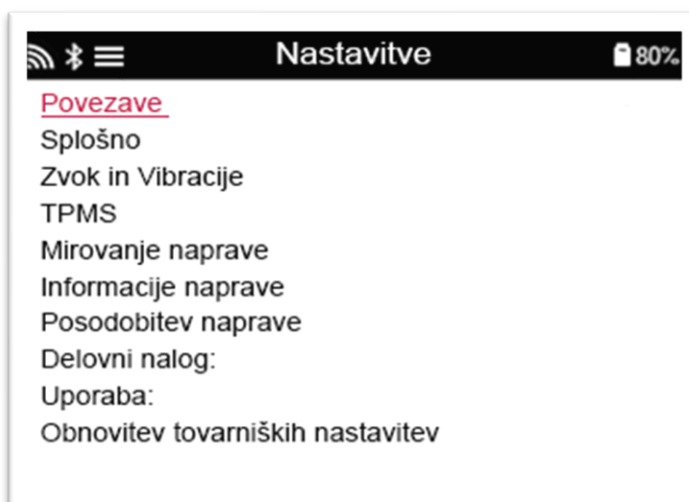 Nastavitve 80%
Povezave
Splošno
Zvok in Vibracije
TPMS
Mirovanje naprave
Informacije naprave
Posodobitev naprave
Delovni nalog:
Uporaba:
Obnovitev tovarniških nastavitev